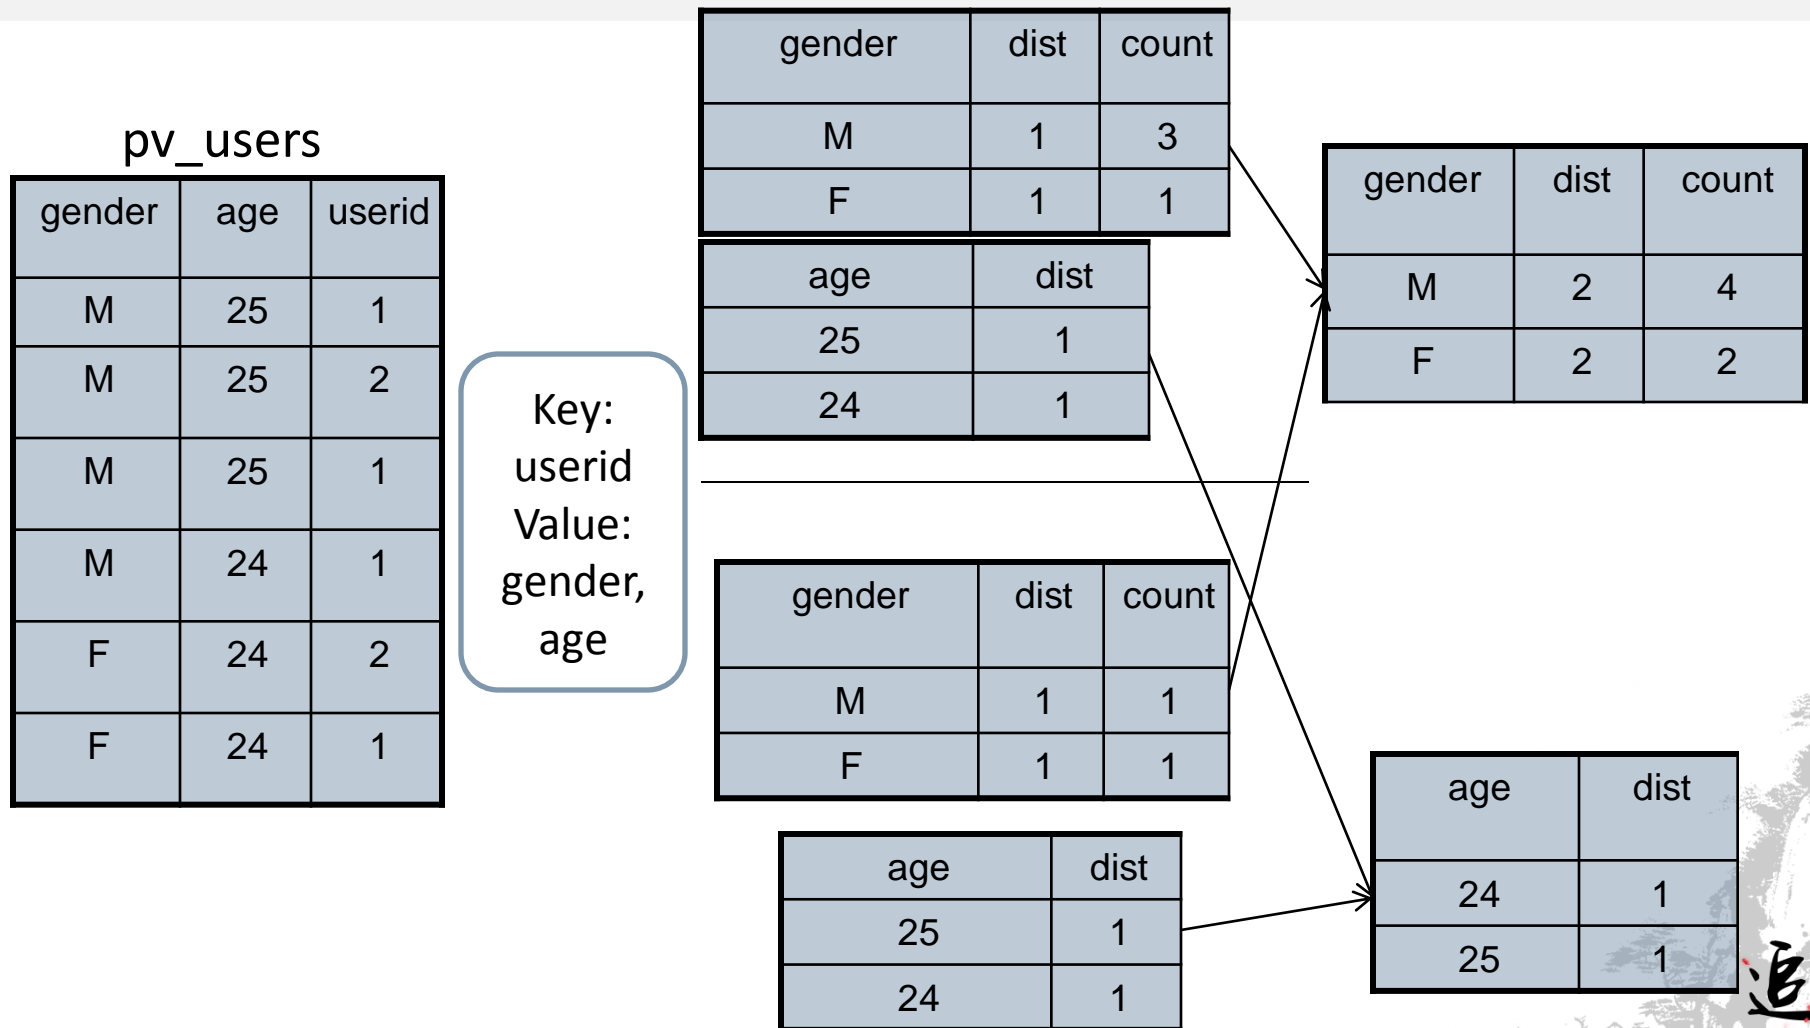 pv_users
gender age userid
M 25 1
M 25 2
M 25 1
M 24 1
F 24 2
F 24 1
Key:
userid
Value:
gender,
age
gender dist count
M 1 3
F 1 1
age dist
25 1
24 1
gender dist count
M 1 1
F 1 1
age dist
25 1
24 1
gender dist count
M 2 4
F 2 2
age dist
24 1
25 1
追